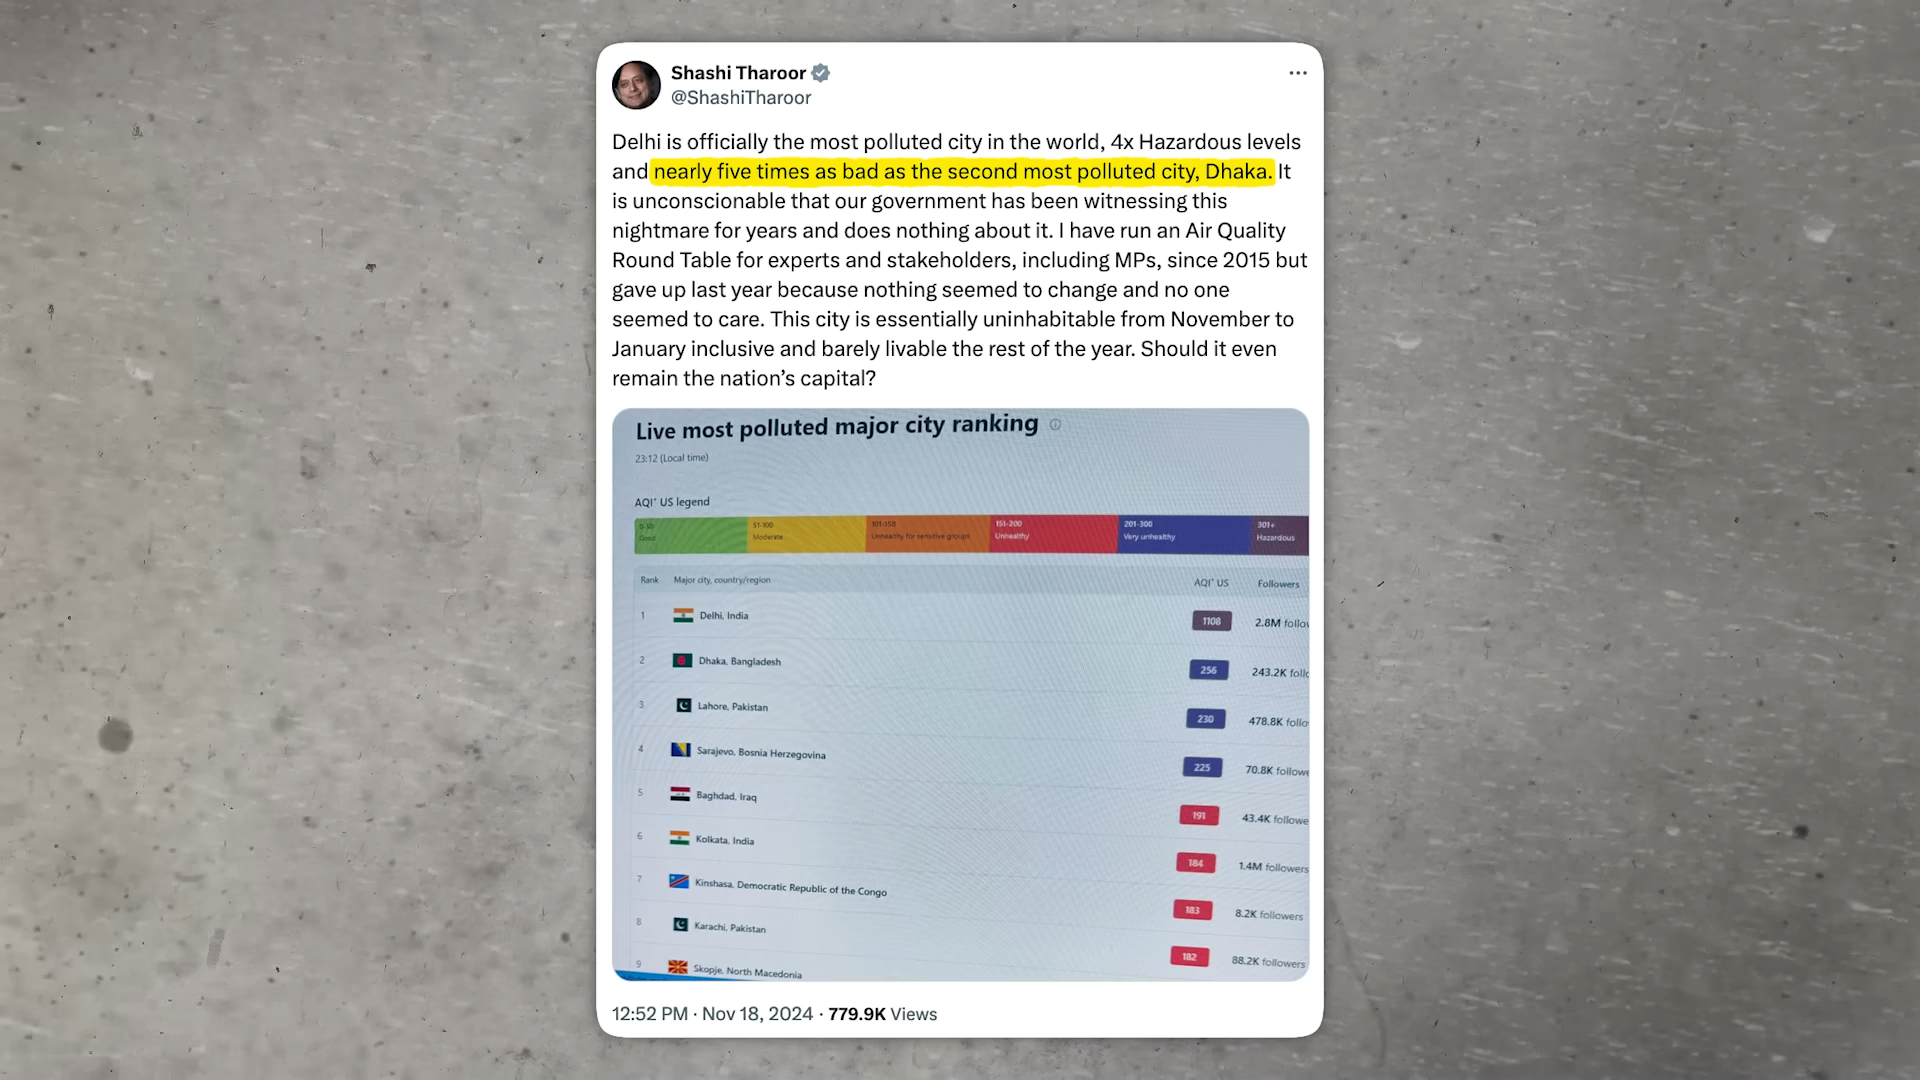 Shashi Tharoor
@ShashiTharoor
Delhi is officially the most polluted city in the world, 4x Hazardous levels
and nearly five times as bad as the second most polluted city, Dhaka. It
is unconscionable that our government has been witnessing this
nightmare for years and does nothing about it. I have run an Air Quality
Round Table for experts and stakeholders, including MPs, since 2015 but
gave up last year because nothing seemed to change and no one
seemed to care. This city is essentially uninhabitable from November to
January inclusive and barely livable the rest of the year. Should it even
remain the nation’s capital?
Live most polluted major city ranking
23:12 (Local time)
AQI* US legend
0-50 51-100 101-150 151-200 201-300 301+
Good Moderate Unhealthy for sensitive groups Unhealthy Very unhealthy Hazardous
Rank Major city, country/region AQI* US Followers
1 Delhi, India 1108 2.8M follow
2 Dhaka, Bangladesh 256 243.2K follo
3 Lahore, Pakistan 230 478.8K follo
4 Sarajevo, Bosnia Herzegovina 225 70.8K followe
5 Baghdad, Iraq 191 43.4K followe
6 Kolkata, India 184 1.4M followers
7 Kinshasa, Democratic Republic of the Congo 183 8.2K followers
8 Karachi, Pakistan 182 88.2K followers
9 Skopje, North Macedonia
12:52 PM · Nov 18, 2024 · 779.9K Views